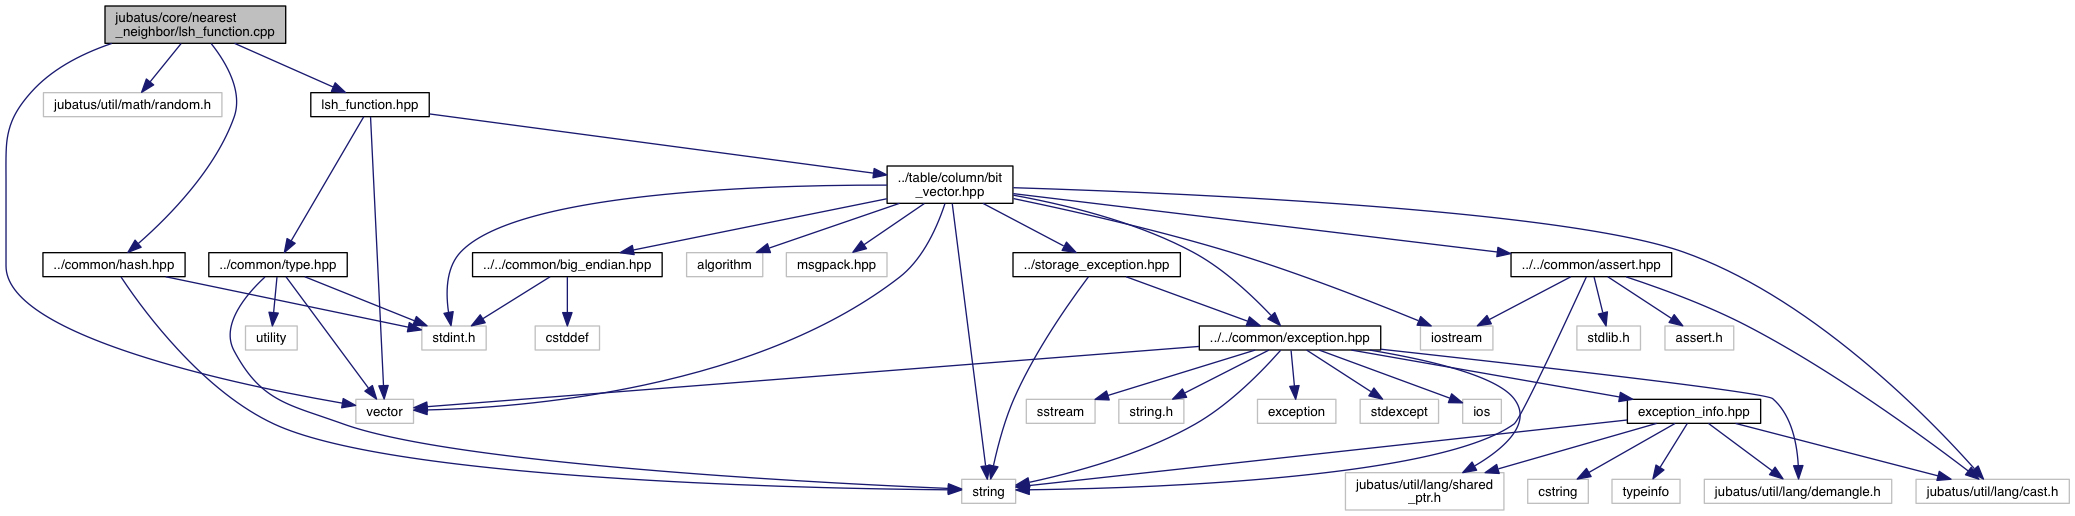 jubatus/core/nearest
_neighbor/lsh_function.cpp
jubatus/util/math/random.h
lsh_function.hpp
../table/column/bit
_vector.hpp
../common/hash.hpp
../common/type.hpp
../../common/big_endian.hpp
algorithm
msgpack.hpp
../storage_exception.hpp
../../common/assert.hpp
utility
stdint.h
cstddef
../../common/exception.hpp
iostream
stdlib.h
assert.h
vector
sstream
string.h
exception
stdexcept
ios
exception_info.hpp
string
jubatus/util/lang/shared
_ptr.h
cstring
typeinfo
jubatus/util/lang/demangle.h
jubatus/util/lang/cast.h